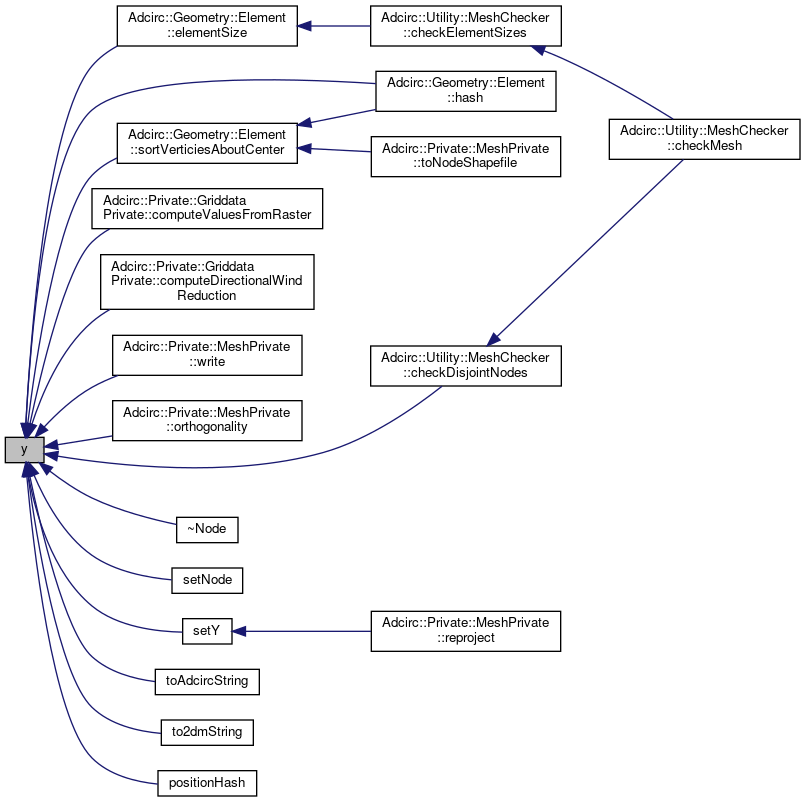 Adcirc::Geometry::Element
::elementSize
Adcirc::Utility::MeshChecker
::checkElementSizes
Adcirc::Geometry::Element
::hash
Adcirc::Geometry::Element
::sortVerticiesAboutCenter
Adcirc::Private::MeshPrivate
::toNodeShapefile
Adcirc::Utility::MeshChecker
::checkMesh
Adcirc::Private::Griddata
Private::computeValuesFromRaster
Adcirc::Private::Griddata
Private::computeDirectionalWind
Reduction
Adcirc::Private::MeshPrivate
::write
Adcirc::Utility::MeshChecker
::checkDisjointNodes
Adcirc::Private::MeshPrivate
::orthogonality
y
~Node
setNode
setY
Adcirc::Private::MeshPrivate
::reproject
toAdcircString
to2dmString
positionHash